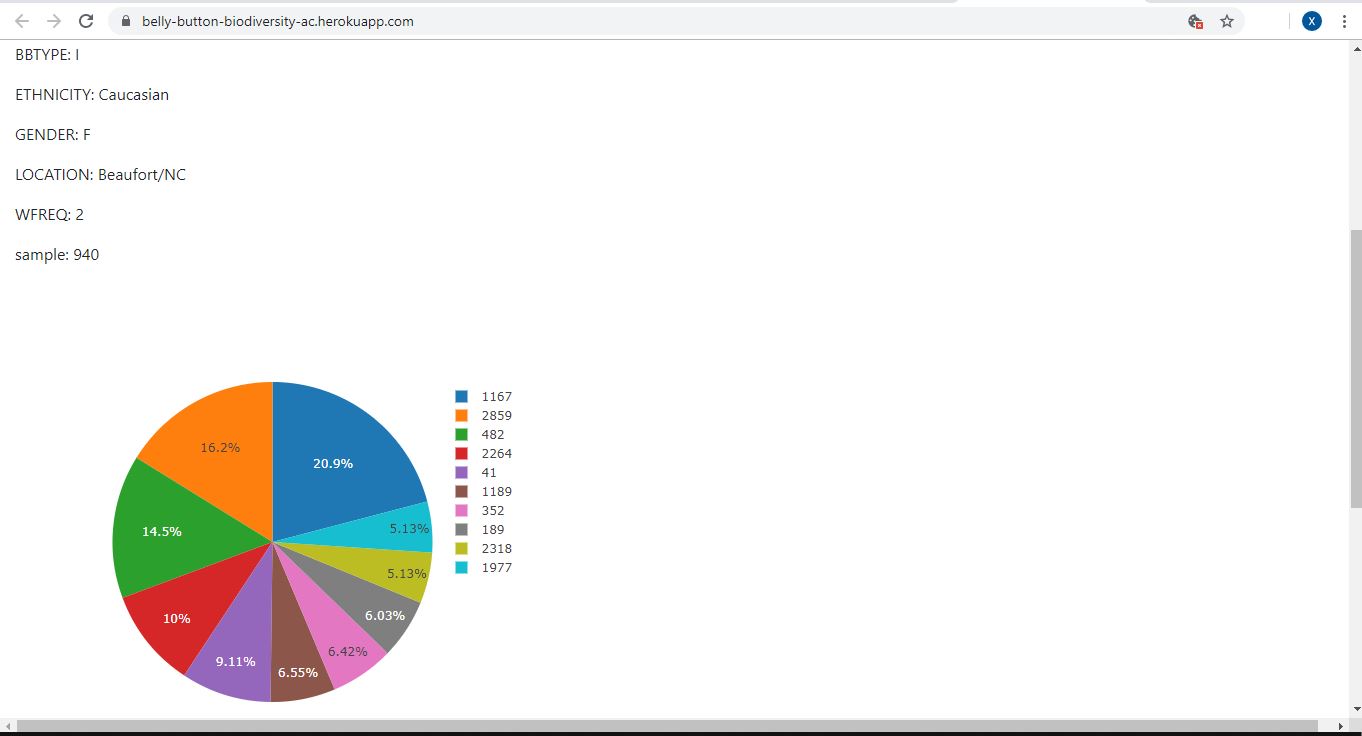 belly-button-biodiversity-ac.herokuapp.com
X
BBTYPE: I
ETHNICITY: Caucasian
GENDER: F
LOCATION: Beaufort/NC
WFREQ: 2
sample: 940
16.2%
20.9%
14.5%
5.13%
5.13%
10%
6.03%
9.11%
6.42%
6.55%
1167
2859
482
2264
41
1189
352
189
2318
1977